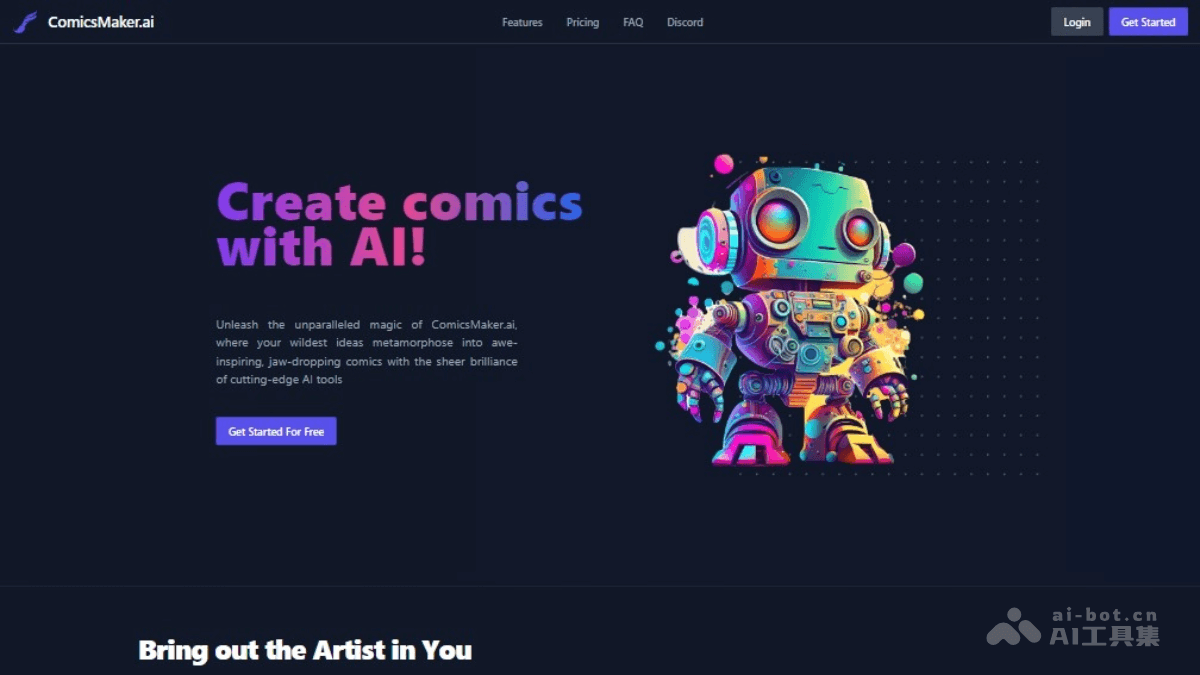 ComicsMaker.ai
Features
Pricing
FAQ
Discord
Login
Get Started
Create comics
with AI!
Unleash the unparalleled magic of ComicsMaker.ai,
where your wildest ideas metamorphose into awe-
inspiring, jaw-dropping comics with the sheer brilliance
of cutting-edge AI tools
Get Started For Free
Bring out the Artist in You
ai-bot.cn
AI工具集